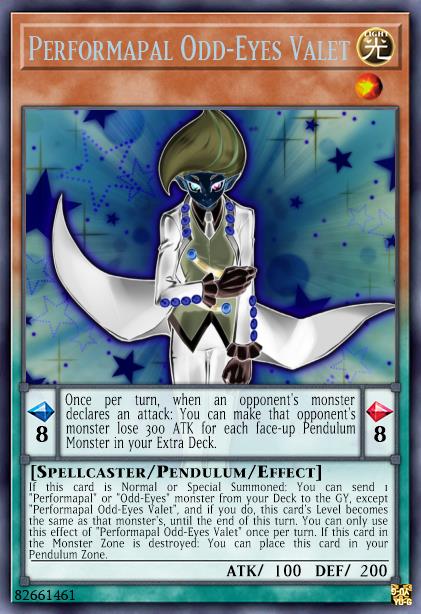 Performapal Odd-Eyes Valet
LIGHT
光
Once per turn, when an opponent's monster
declares an attack: You can make that opponent's
monster lose 300 ATK for each face-up Pendulum
Monster in your Extra Deck.
8
8
[Spellcaster/Pendulum/Effect]
If this card is Normal or Special Summoned: You can send 1
"Performapal" or "Odd-Eyes" monster from your Deck to the GY, except
"Performapal Odd-Eyes Valet", and if you do, this card's Level becomes
the same as that monster's, until the end of this turn. You can only use
this effect of "Performapal Odd-Eyes Valet" once per turn. If this card in
the Monster Zone is destroyed: You can place this card in your
Pendulum Zone.
ATK/ 100 DEF/ 200
82661461